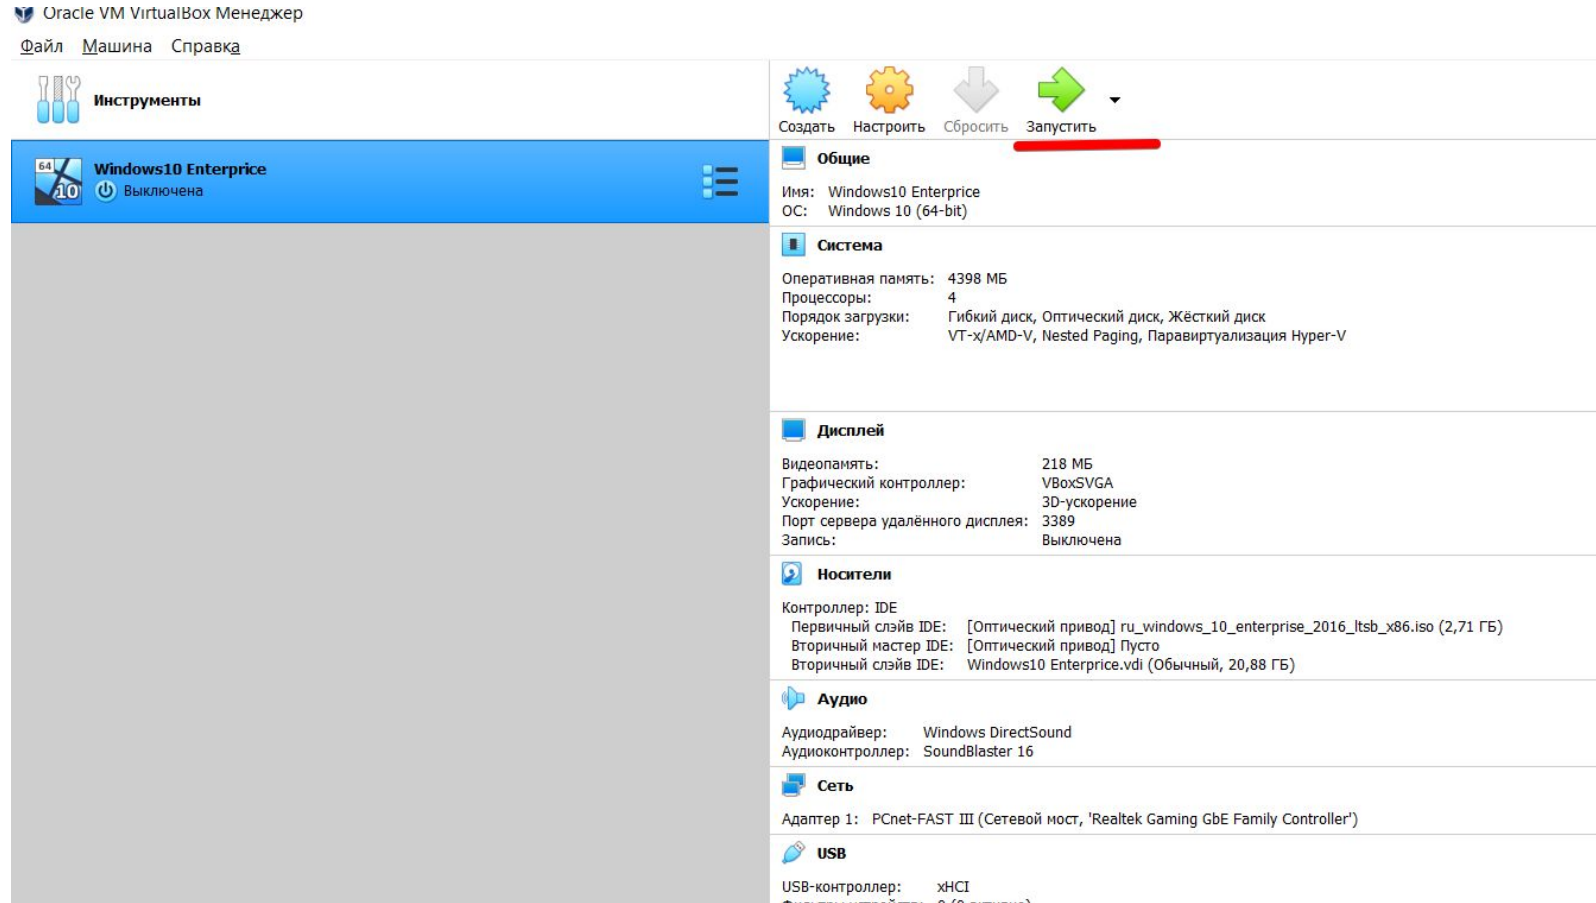 Oracle VM VirtualBox Менеджер
Файл Машина Справка
Инструменты
Создать Настроить Сбросить Запустить
64
10
Windows10 Enterprice
Выключена
Общие
Имя: Windows10 Enterprice
ОС: Windows 10 (64-bit)
Система
Оперативная память: 4398 МБ
Процессоры: 4
Порядок загрузки: Гибкий диск, Оптический диск, Жёсткий диск
Ускорение: VT-x/AMD-V, Nested Paging, Паравиртуализация Hyper-V
Дисплей
Видеопамять: 218 МБ
Графический контроллер: VBoxSVGA
Ускорение: 3D-ускорение
Порт сервера удалённого дисплея: 3389
Запись: Выключена
Носители
Контроллер: IDE
Первичный слэйв IDE: [Оптический привод] ru_windows_10_enterprise_2016_ltsb_x86.iso (2,71 ГБ)
Вторичный мастер IDE: [Оптический привод] Пусто
Вторичный слэйв IDE: Windows10 Enterprice.vdi (Обычный, 20,88 ГБ)
Аудио
Аудиодрайвер: Windows DirectSound
Аудиоконтроллер: SoundBlaster 16
Сеть
Адаптер 1: PCnet-FAST III (Сетевой мост, 'Realtek Gaming GbE Family Controller')
USB
USB-контроллер: xHCI